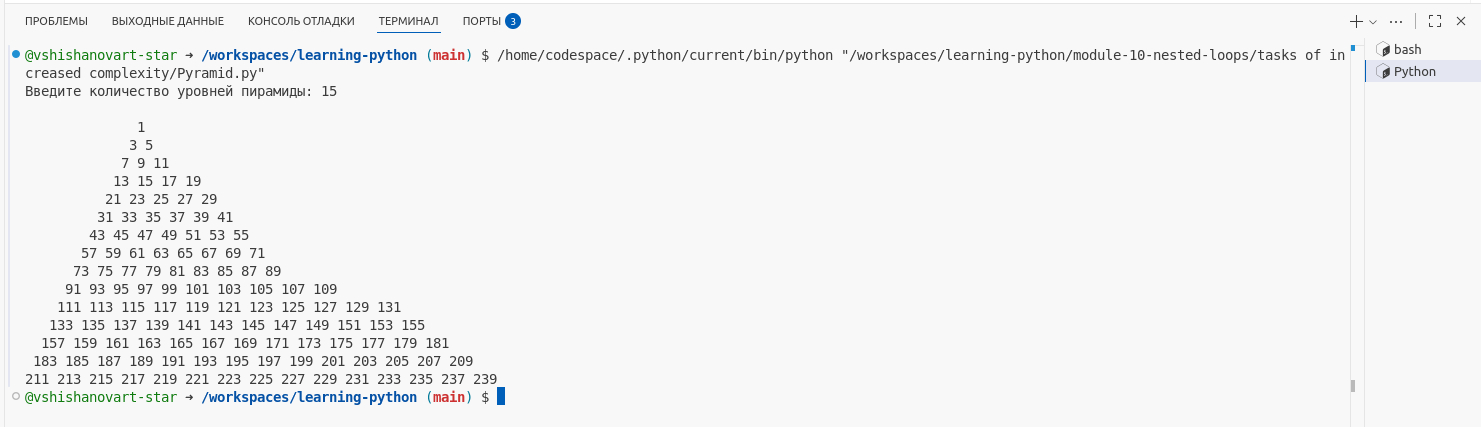 ПРОБЛЕМЫ ВЫХОДНЫЕ ДАННЫЕ КОНСОЛЬ ОТЛАДКИ ТЕРМИНАЛ ПОРТЫ 3
@vshishanovart-star ➜ /workspaces/learning-python (main) $ /home/codespace/.python/current/bin/python "/workspaces/learning-python/module-10-nested-loops/tasks of in
creased complexity/Pyramid.py"
Введите количество уровней пирамиды: 15
1
3 5
7 9 11
13 15 17 19
21 23 25 27 29
31 33 35 37 39 41
43 45 47 49 51 53 55
57 59 61 63 65 67 69 71
73 75 77 79 81 83 85 87 89
91 93 95 97 99 101 103 105 107 109
111 113 115 117 119 121 123 125 127 129 131
133 135 137 139 141 143 145 147 149 151 153 155
157 159 161 163 165 167 169 171 173 175 177 179 181
183 185 187 189 191 193 195 197 199 201 203 205 207 209
211 213 215 217 219 221 223 225 227 229 231 233 235 237 239
@vshishanovart-star ➜ /workspaces/learning-python (main) $
bash
Python